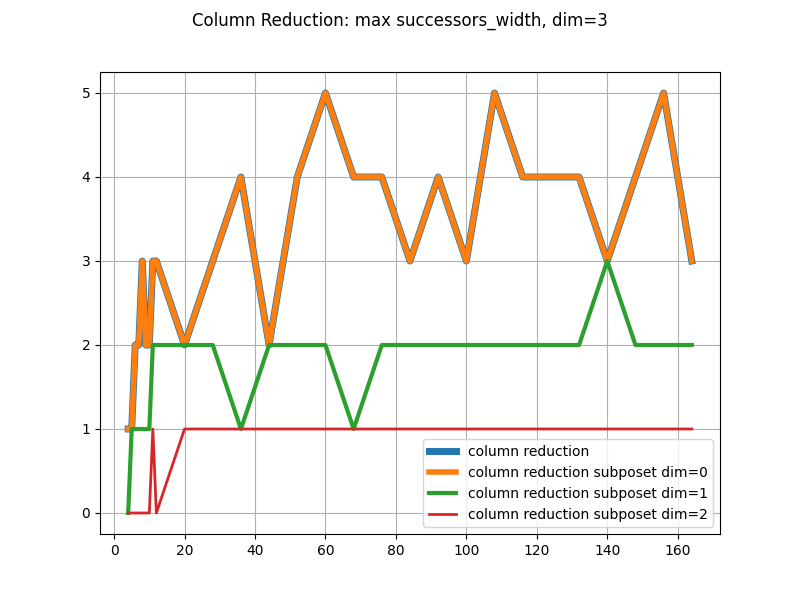 Column Reduction: max successors_width, dim=3
5
4
3
2
1
0
column reduction
column reduction subposet dim=0
column reduction subposet dim=1
column reduction subposet dim=2
0 20 40 60 80 100 120 140 160